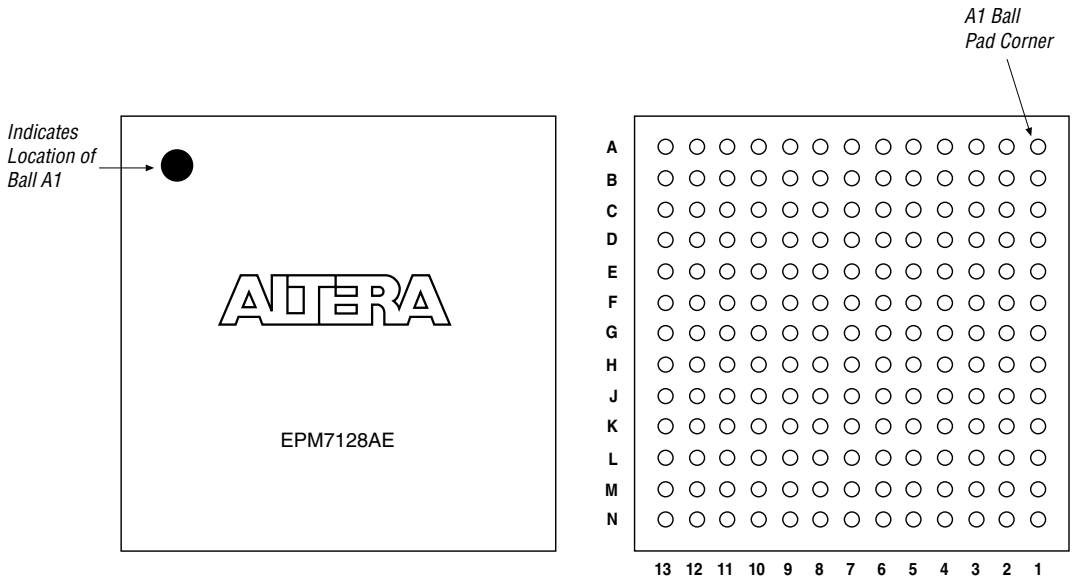 A1 Ball
Pad Corner
Indicates
Location of
Ball A1
ALTERA
EPM7128AE
A
B
C
D
E
F
G
H
J
K
L
M
N
13 12 11 10 9 8 7 6 5 4 3 2 1